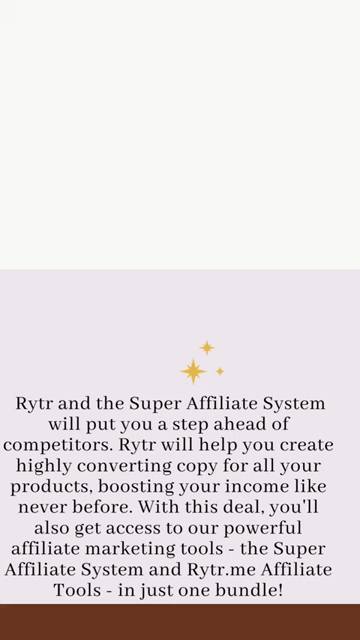 Rytr and the Super Affiliate System
will put you a step ahead of
competitors. Rytr will help you create
highly converting copy for all your
products, boosting your income like
never before. With this deal, you'll
also get access to our powerful
affiliate marketing tools - the Super
Affiliate System and Rytr.me Affiliate
Tools - in just one bundle!